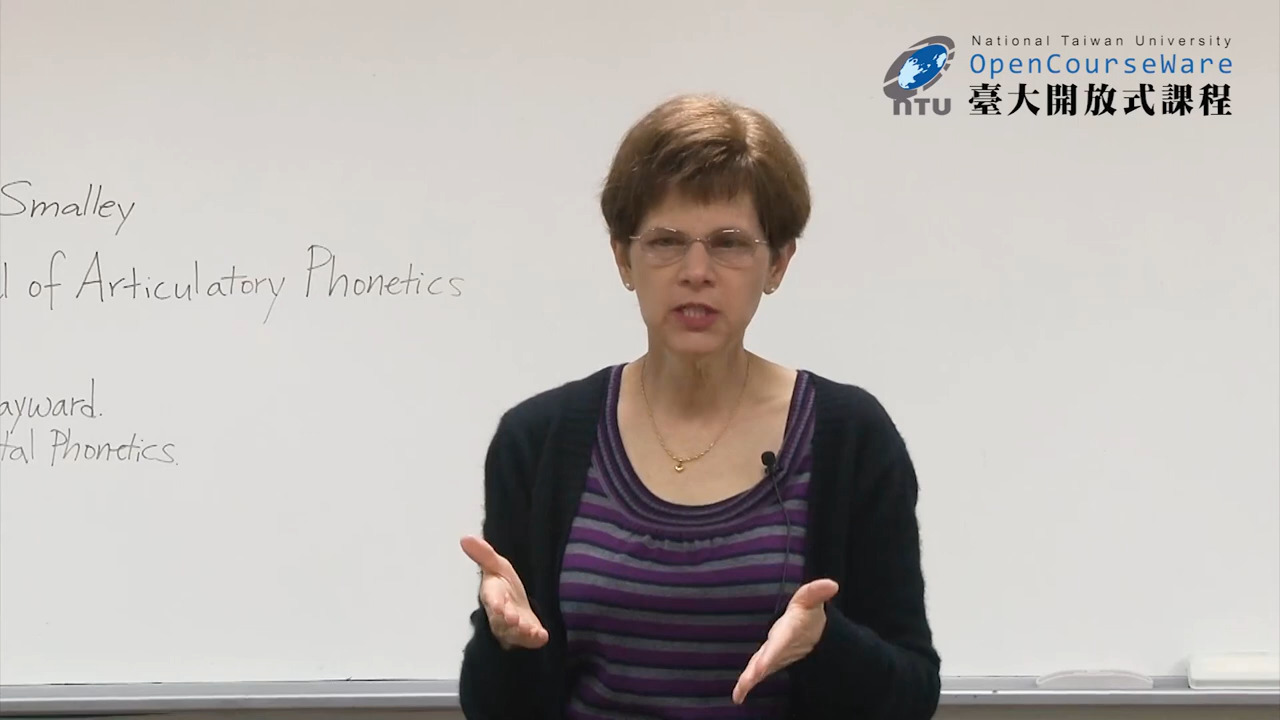 National Taiwan University
OpenCourseWare
nTU 臺大開放式課程
Smalley
of Articulatory Phonetics
ayward.
tal Phonetics.